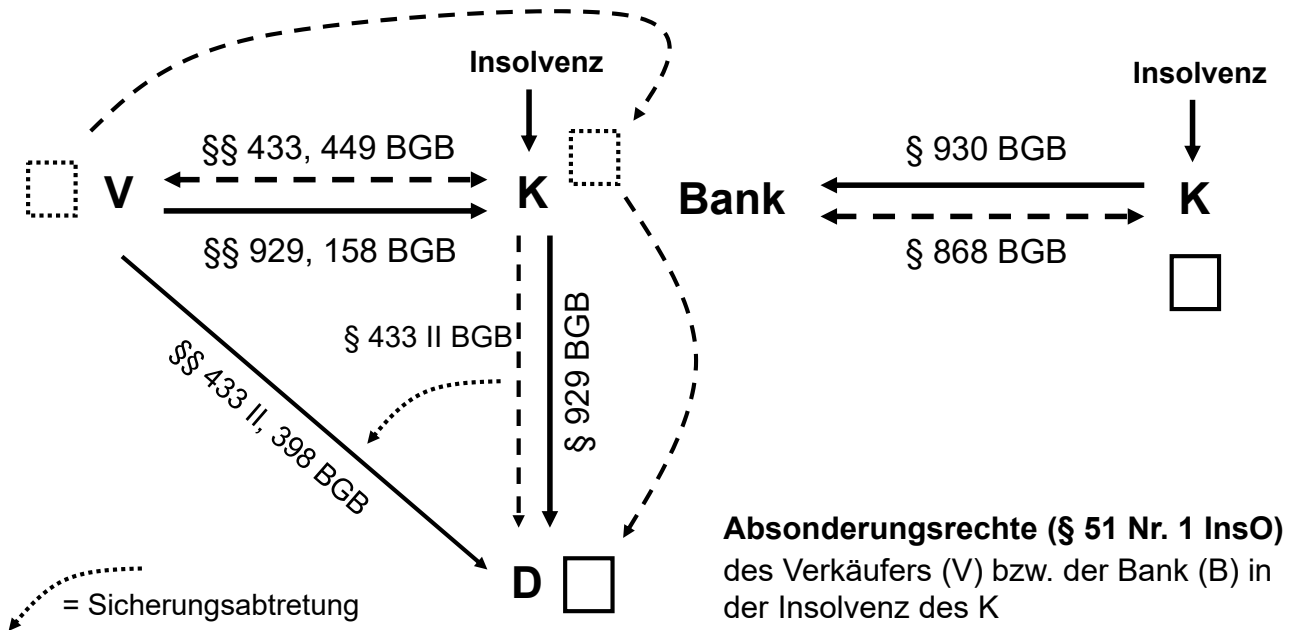 Insolvenz
§§ 433, 449 BGB
V
K
§§ 929, 158 BGB
§ 433 II BGB
§ 929 BGB
§§ 433 II, 398 BGB
D
= Sicherungsabtretung
Insolvenz
§ 930 BGB
Bank
K
§ 868 BGB
Absonderungsrechte (§ 51 Nr. 1 InsO)
des Verkäufers (V) bzw. der Bank (B) in
der Insolvenz des K